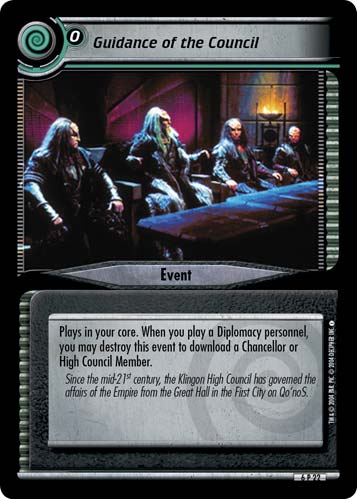 0
Guidance of the Council
Event
Plays in your core. When you play a Diplomacy personnel,
you may destroy this event to download a Chancellor or
High Council Member.
Since the mid-21st century, the Klingon High Council has governed the
affairs of the Empire from the Great Hall in the First City on Qo'noS.
6 P 22